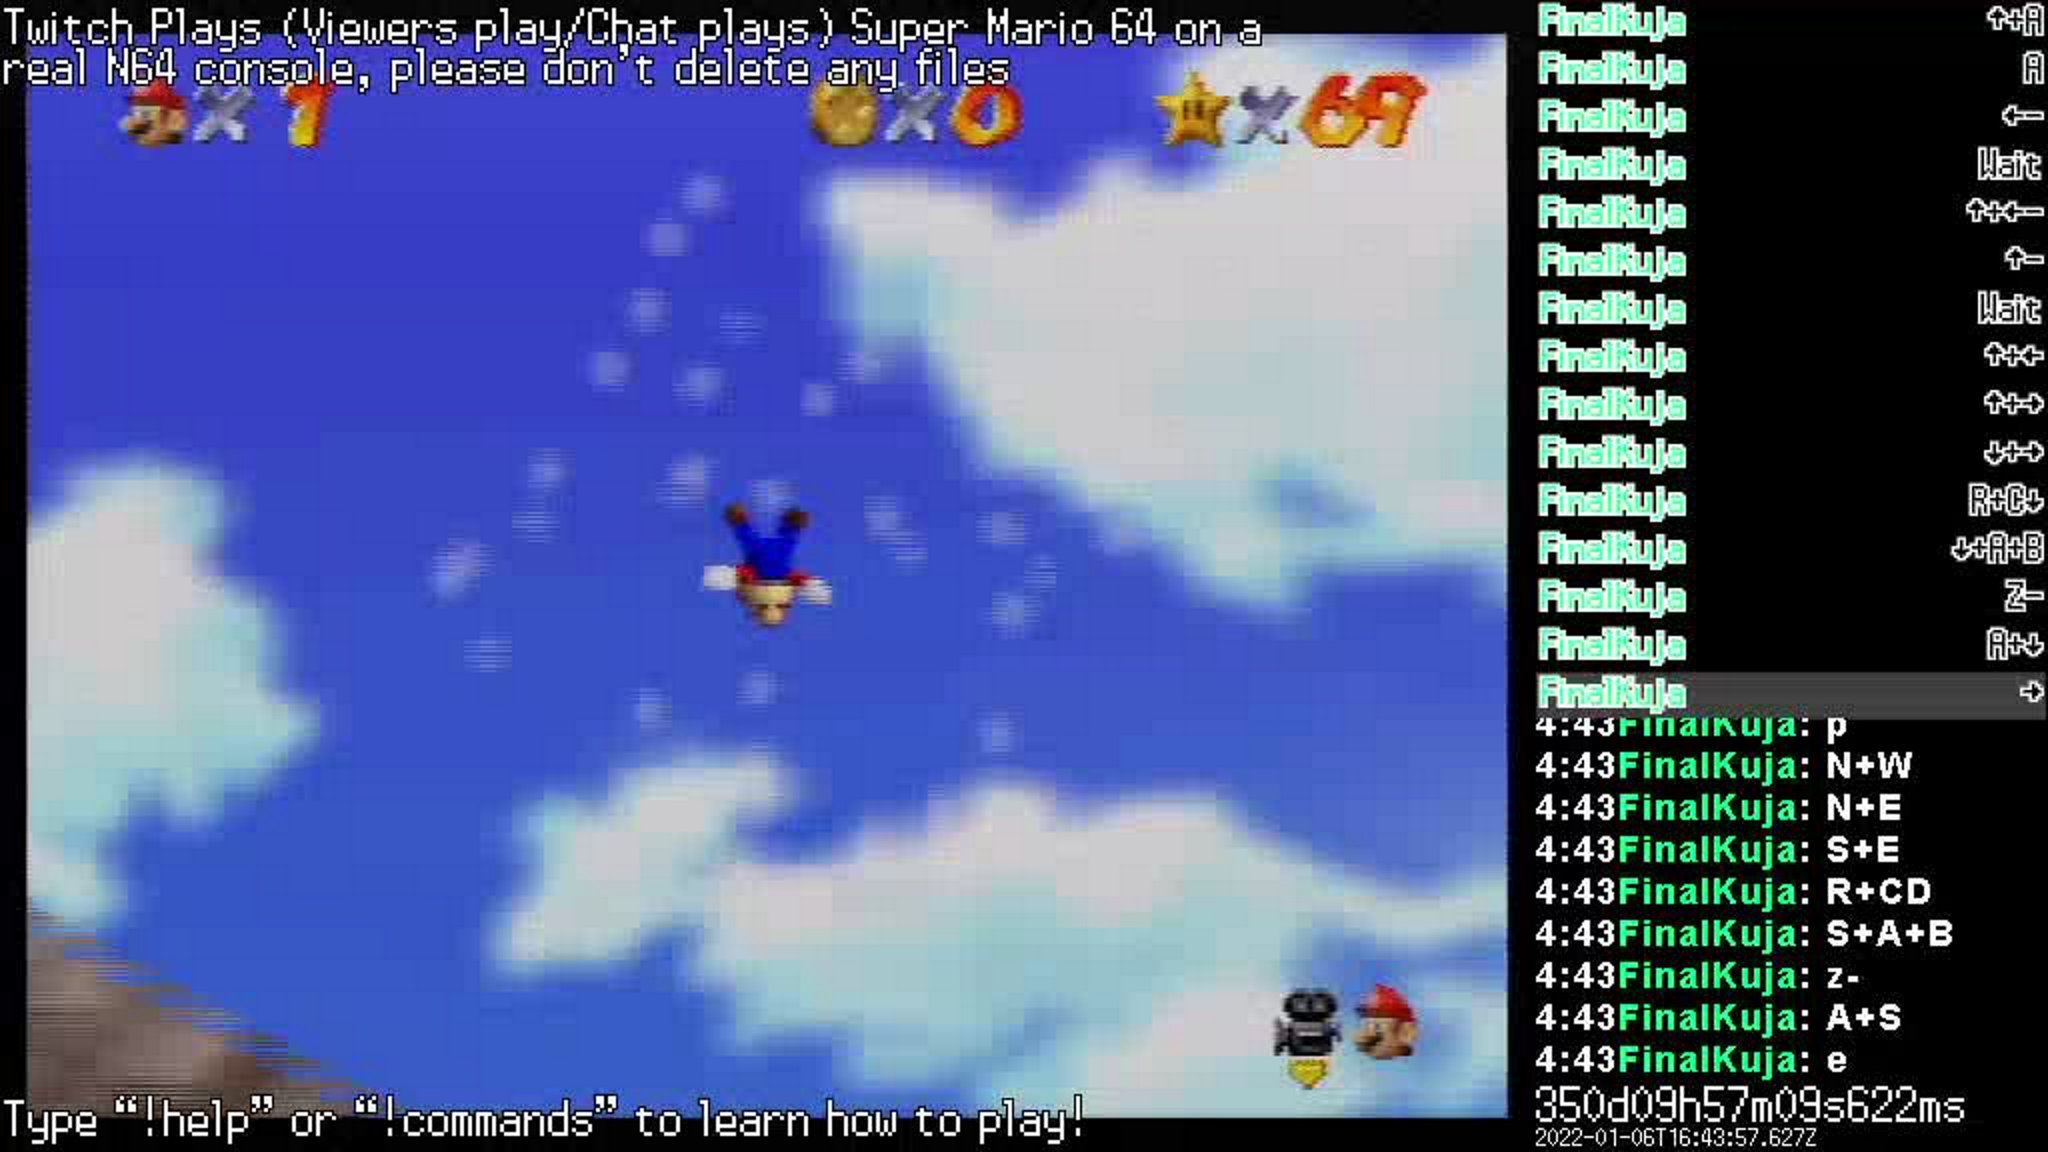 Twitch Plays (Viewers play/Chat plays) Super Mario 64 on a
real N64 console, please don't delete any files
× 1
× 0
× 69
FinalKuja ↑+A
FinalKuja A
FinalKuja ←-
FinalKuja Wait
FinalKuja ↑+←-
FinalKuja ↑-
FinalKuja Wait
FinalKuja ↑+←
FinalKuja ↑+→
FinalKuja ↓+→
FinalKuja R+C↓
FinalKuja ↓+A+B
FinalKuja Z-
FinalKuja A+↓
FinalKuja →
4:43FinalKuja: p
4:43FinalKuja: N+W
4:43FinalKuja: N+E
4:43FinalKuja: S+E
4:43FinalKuja: R+CD
4:43FinalKuja: S+A+B
4:43FinalKuja: z-
4:43FinalKuja: A+S
4:43FinalKuja: e
350d09h57m09s622ms
2022-01-06T16:43:57.627Z
Type “!help” or “!commands” to learn how to play!